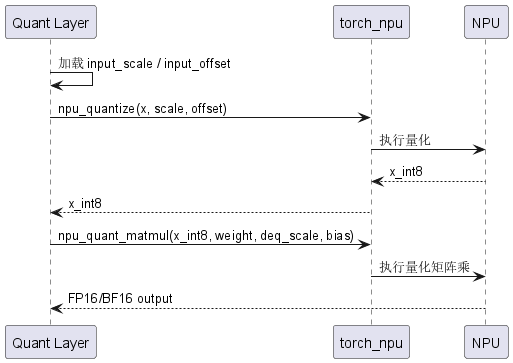 Quant Layer
torch_npu
NPU
加载 input_scale / input_offset
npu_quantize(x, scale, offset)
执行量化
x_int8
x_int8
npu_quant_matmul(x_int8, weight, deq_scale, bias)
执行量化矩阵乘
FP16/BF16 output
Quant Layer
torch_npu
NPU